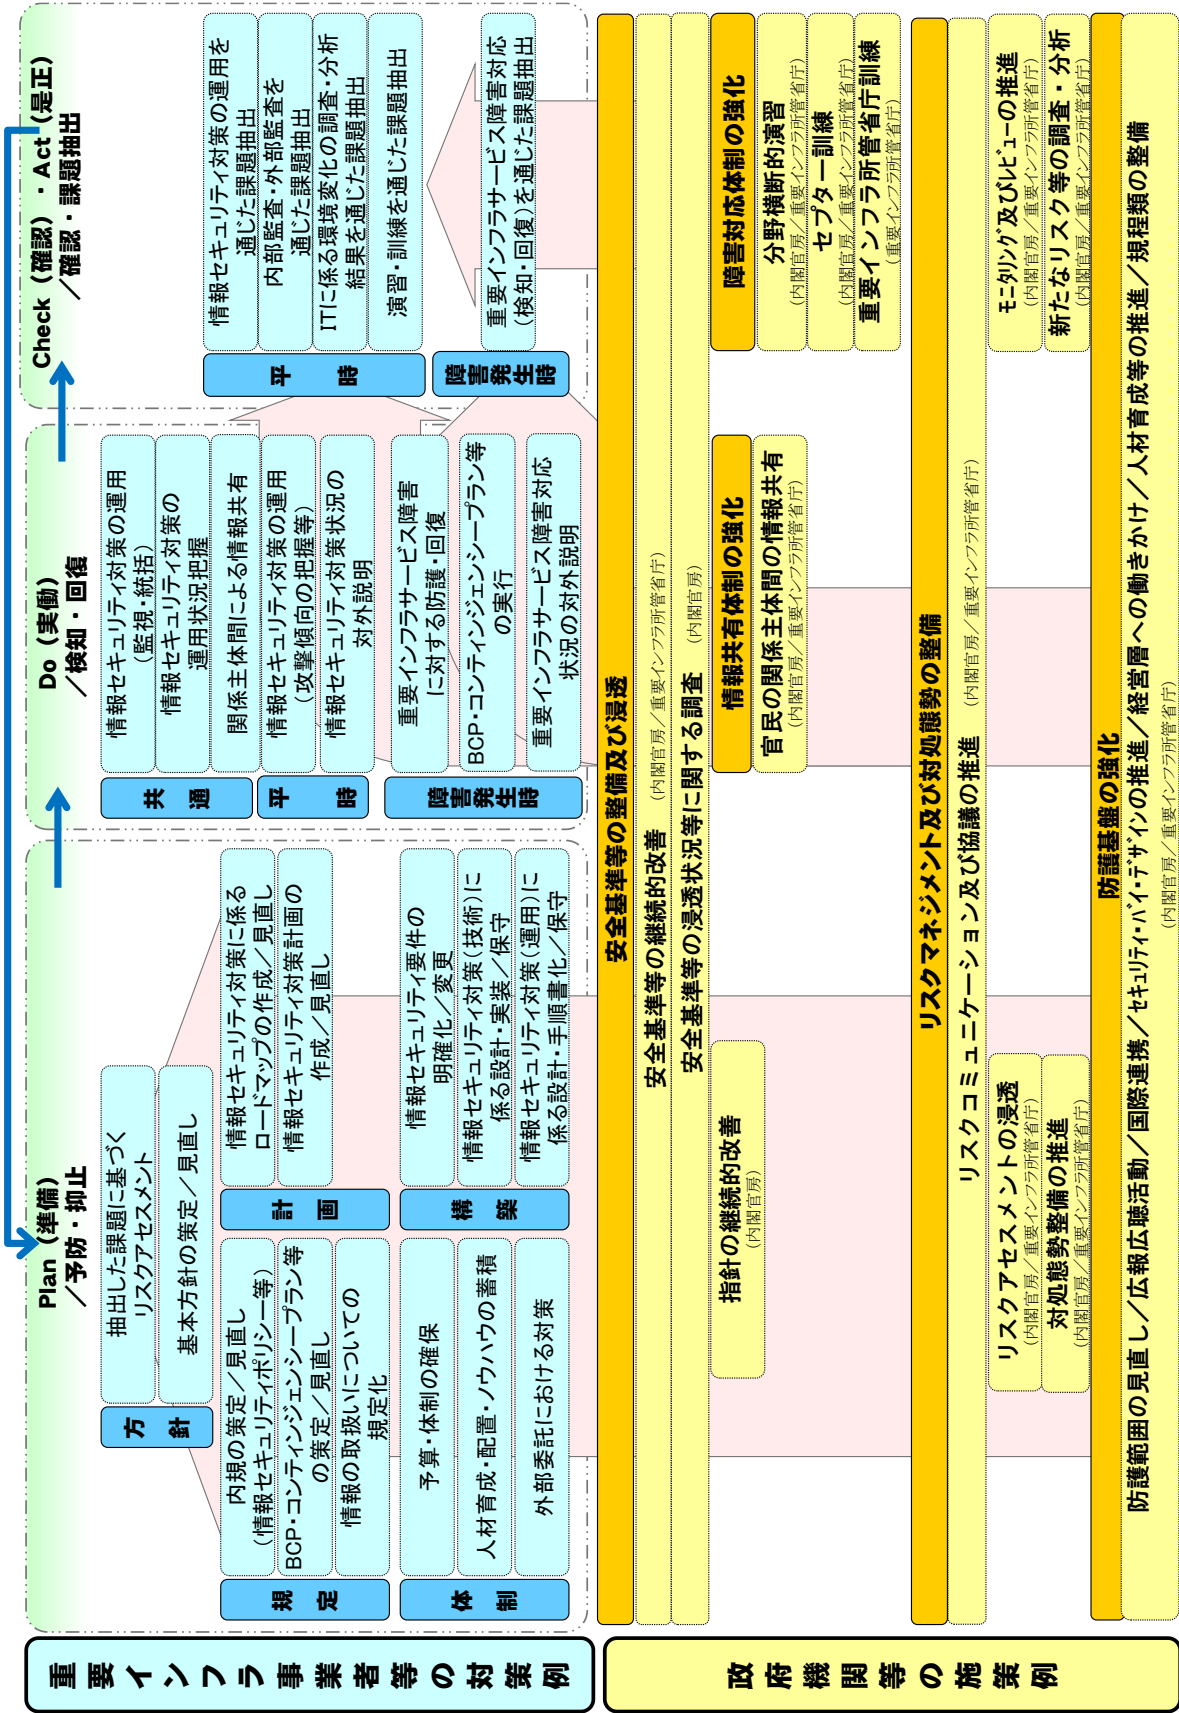 重要インフラ事業者等の対策例
Plan（準備）
／予防・抑止
方針
抽出した課題に基づく
リスクアセスメント
基本方針の策定／見直し
規定
内規の策定／見直し
（情報セキュリティポリシー等）
BCP・コンティンジェンシープラン等
の策定／見直し
情報の取扱いについての
規定化
計画
情報セキュリティ対策に係る
ロードマップの作成／見直し
情報セキュリティ対策計画の
作成／見直し
体制
予算・体制の確保
人材育成・配置・ノウハウの蓄積
外部委託における対策
構築
情報セキュリティ要件の
明確化／変更
情報セキュリティ対策（技術）に
係る設計・実装／保守
情報セキュリティ対策（運用）に
係る設計・手順書化／保守
Do（実働）
／検知・回復
共通
情報セキュリティ対策の運用
（監視・統括）
情報セキュリティ対策の
運用状況把握
関係主体間による情報共有
平時
情報セキュリティ対策の運用
（攻撃傾向の把握等）
情報セキュリティ対策状況の
対外説明
障害発生時
重要インフラサービス障害
に対する防護・回復
BCP・コンティンジェンシープラン等
の実行
重要インフラサービス障害対応
状況の対外説明
Check（確認）・Act（是正）
／確認・課題抽出
平時
情報セキュリティ対策の運用を
通じた課題抽出
内部監査・外部監査を
通じた課題抽出
ITに係る環境変化の調査・分析
結果を通じた課題抽出
演習・訓練を通じた課題抽出
障害発生時
重要インフラサービス障害対応
（検知・回復）を通じた課題抽出
政府機関等の施策例
安全基準等の整備及び浸透
安全基準等の継続的改善 （内閣官房／重要インフラ所管省庁）
安全基準等の浸透状況等に関する調査 （内閣官房）
指針の継続的改善
（内閣官房）
情報共有体制の強化
官民の関係主体間の情報共有
（内閣官房／重要インフラ所管省庁）
障害対応体制の強化
分野横断的演習
（内閣官房／重要インフラ所管省庁）
セプター訓練
（内閣官房／重要インフラ所管省庁）
重要インフラ所管省庁訓練
（重要インフラ所管省庁）
リスクマネジメント及び対処態勢の整備
リスクコミュニケーション及び協議の推進 （内閣官房／重要インフラ所管省庁）
リスクアセスメントの浸透
（内閣官房／重要インフラ所管省庁）
対処態勢整備の推進
（内閣官房／重要インフラ所管省庁）
モニタリング及びレビューの推進
（内閣官房／重要インフラ所管省庁）
新たなリスク等の調査・分析
（内閣官房／重要インフラ所管省庁）
防護基盤の強化
防護範囲の見直し／広報広聴活動／国際連携／セキュリティ・バイ・デザインの推進／経営層への働きかけ／人材育成等の推進／規程類の整備
（内閣官房／重要インフラ所管省庁）